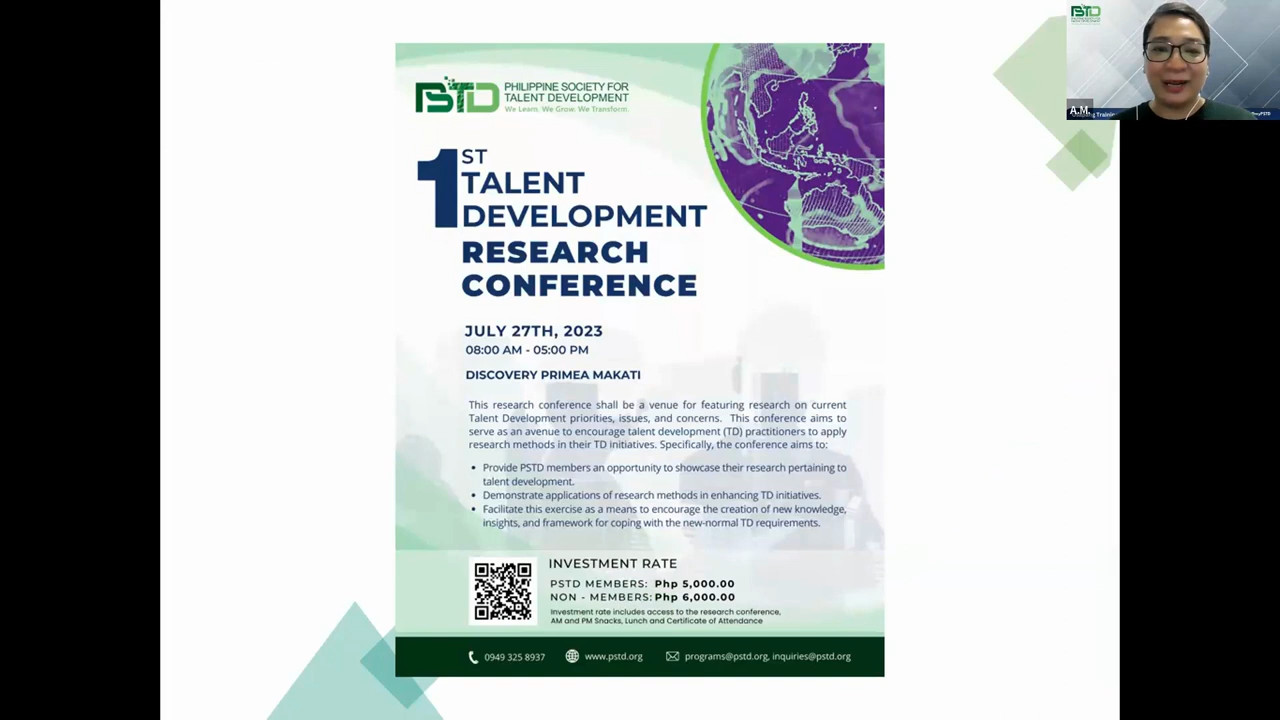 PSTD PHILIPPINE SOCIETY FOR
TALENT DEVELOPMENT
We Learn. We Grow. We Transform.
1ST
TALENT
DEVELOPMENT
RESEARCH
CONFERENCE
JULY 27TH, 2023
08:00 AM - 05:00 PM
DISCOVERY PRIMEA MAKATI
This research conference shall be a venue for featuring research on current
Talent Development priorities, issues, and concerns. This conference aims to
serve as an avenue to encourage talent development (TD) practitioners to apply
research methods in their TD initiatives. Specifically, the conference aims to:
• Provide PSTD members an opportunity to showcase their research pertaining to
talent development.
• Demonstrate applications of research methods in enhancing TD initiatives.
• Facilitate this exercise as a means to encourage the creation of new knowledge,
insights, and framework for coping with the new-normal TD requirements.
INVESTMENT RATE
PSTD MEMBERS: Php 5,000.00
NON - MEMBERS: Php 6,000.00
Investment rate includes access to the research conference,
AM and PM Snacks, Lunch and Certificate of Attendance
0949 325 8937 www.pstd.org programs@pstd.org, inquiries@pstd.org
PSTD
A.M.